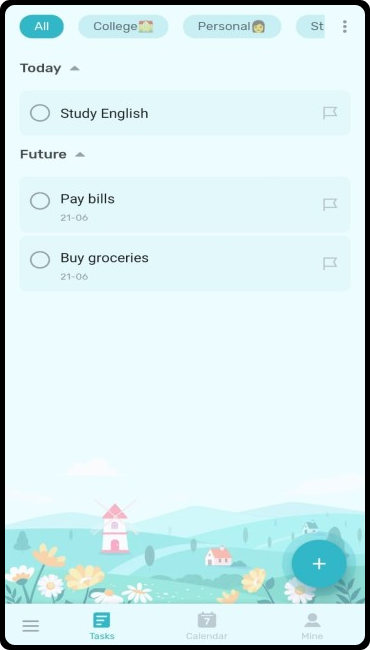 All College Personal St
Today
Study English
Future
Pay bills
21-06
Buy groceries
21-06
+
7
Tasks Calendar Mine